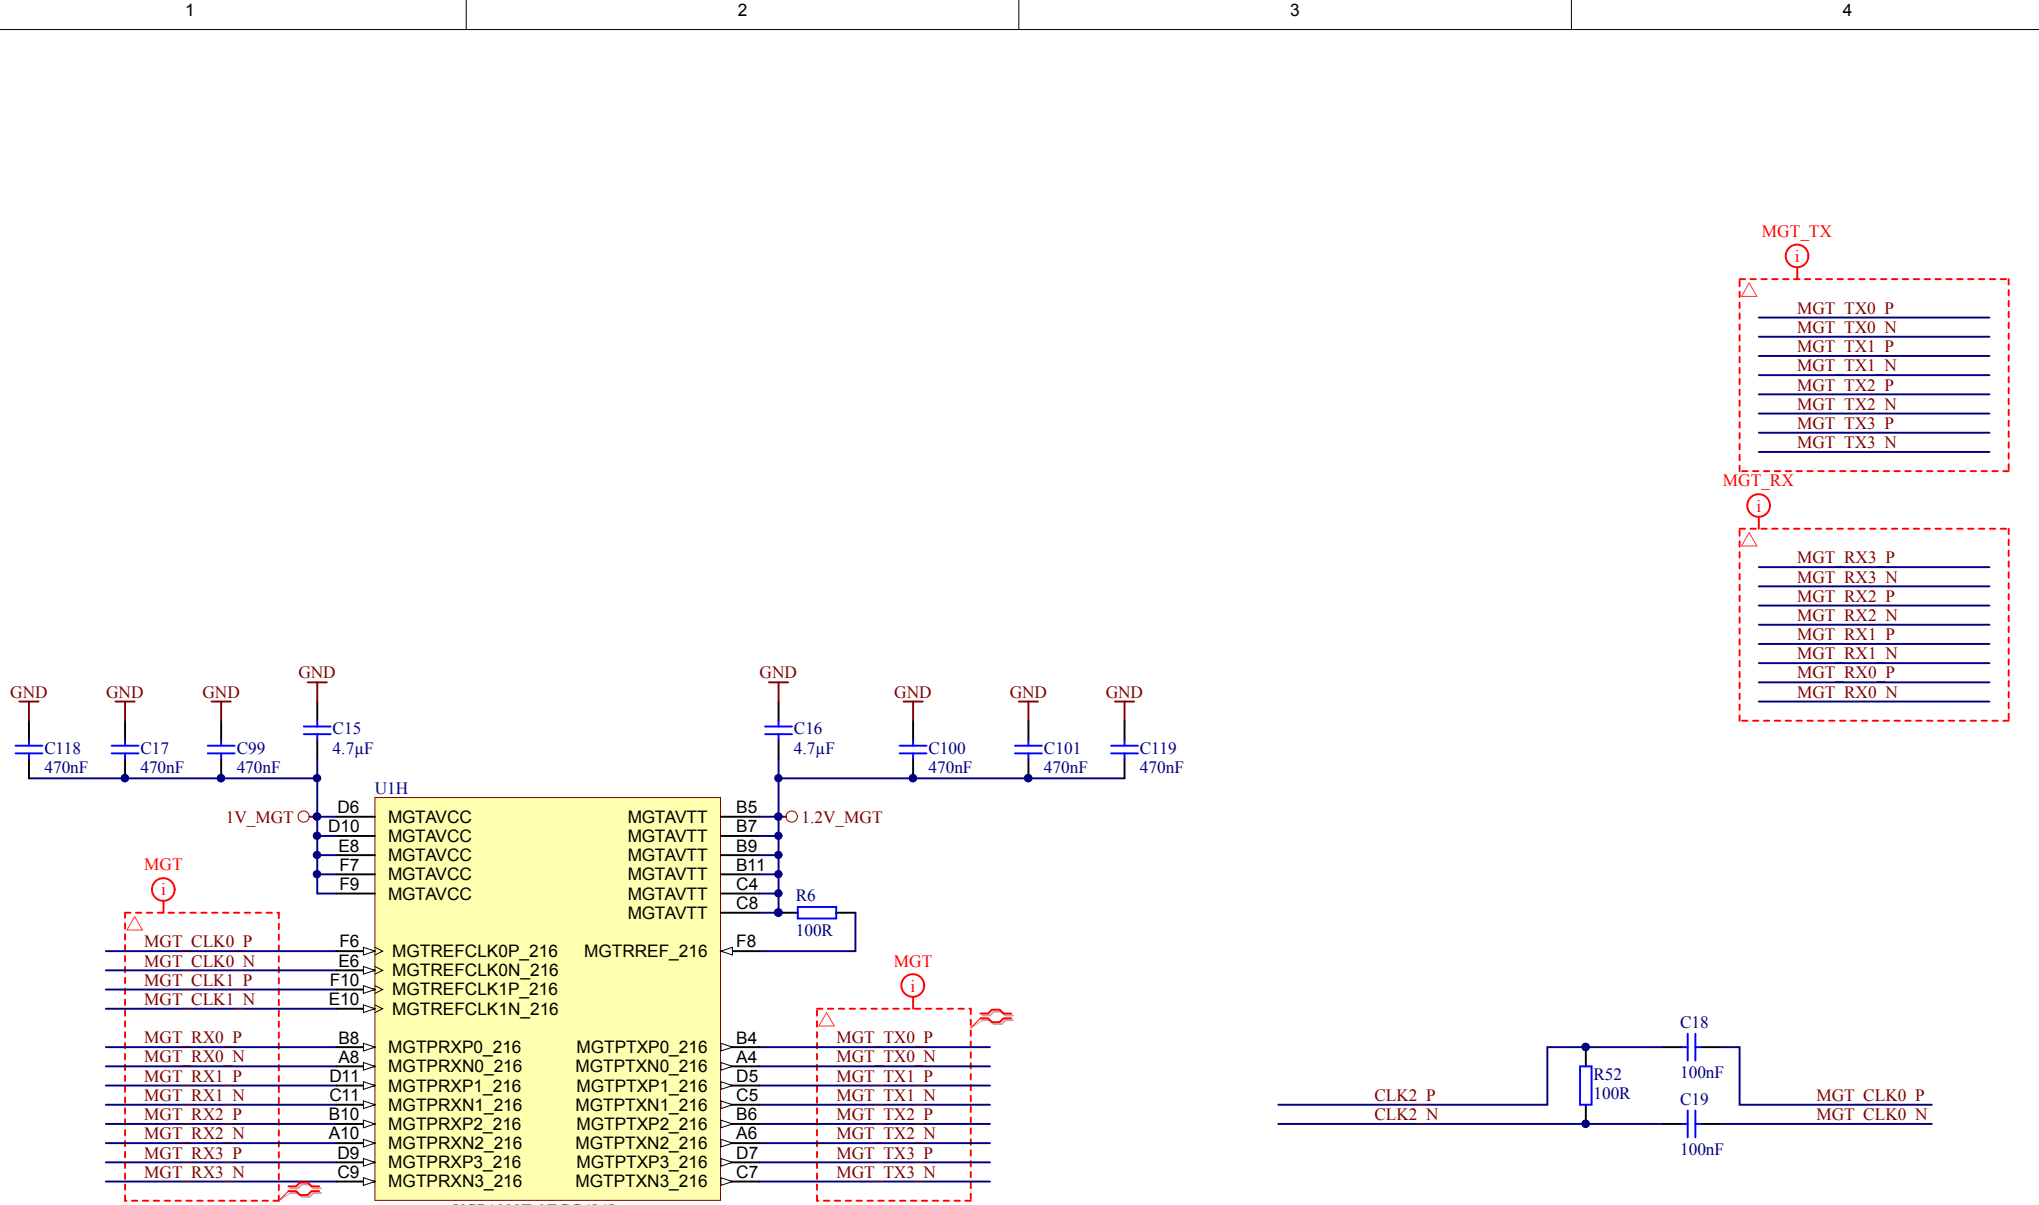 1 2 3 4
MGT_TX
i
MGT_TX0_P
MGT_TX0_N
MGT_TX1_P
MGT_TX1_N
MGT_TX2_P
MGT_TX2_N
MGT_TX3_P
MGT_TX3_N
MGT_RX
i
MGT_RX3_P
MGT_RX3_N
MGT_RX2_P
MGT_RX2_N
MGT_RX1_P
MGT_RX1_N
MGT_RX0_P
MGT_RX0_N
GND GND GND GND GND GND GND GND
C118 470nF
C17 470nF
C99 470nF
C15 4.7µF
C16 4.7µF
C100 470nF
C101 470nF
C119 470nF
U1H
1V_MGT D6 MGTAVCC MGTAVTT B5 1.2V_MGT
D10 MGTAVCC MGTAVTT B7
E8 MGTAVCC MGTAVTT B9
F7 MGTAVCC MGTAVTT B11
F9 MGTAVCC MGTAVTT C4
MGTAVTT C8
R6
100R
MGT
i
MGT_CLK0_P F6 MGTREFCLK0P_216 MGTRREF_216 F8
MGT_CLK0_N E6 MGTREFCLK0N_216
MGT_CLK1_P F10 MGTREFCLK1P_216
MGT_CLK1_N E10 MGTREFCLK1N_216
MGT
i
MGT_RX0_P B8 MGTPRXP0_216 MGTPTXP0_216 B4 MGT_TX0_P
MGT_RX0_N A8 MGTPRXN0_216 MGTPTXN0_216 A4 MGT_TX0_N
MGT_RX1_P D11 MGTPRXP1_216 MGTPTXP1_216 D5 MGT_TX1_P
MGT_RX1_N C11 MGTPRXN1_216 MGTPTXN1_216 C5 MGT_TX1_N
MGT_RX2_P B10 MGTPRXP2_216 MGTPTXP2_216 B6 MGT_TX2_P
MGT_RX2_N A10 MGTPRXN2_216 MGTPTXN2_216 A6 MGT_TX2_N
MGT_RX3_P D9 MGTPRXP3_216 MGTPTXP3_216 D7 MGT_TX3_P
MGT_RX3_N C9 MGTPRXN3_216 MGTPTXN3_216 C7 MGT_TX3_N
C18
100nF
R52
100R
C19
100nF
CLK2_P
CLK2_N
MGT_CLK0_P
MGT_CLK0_N